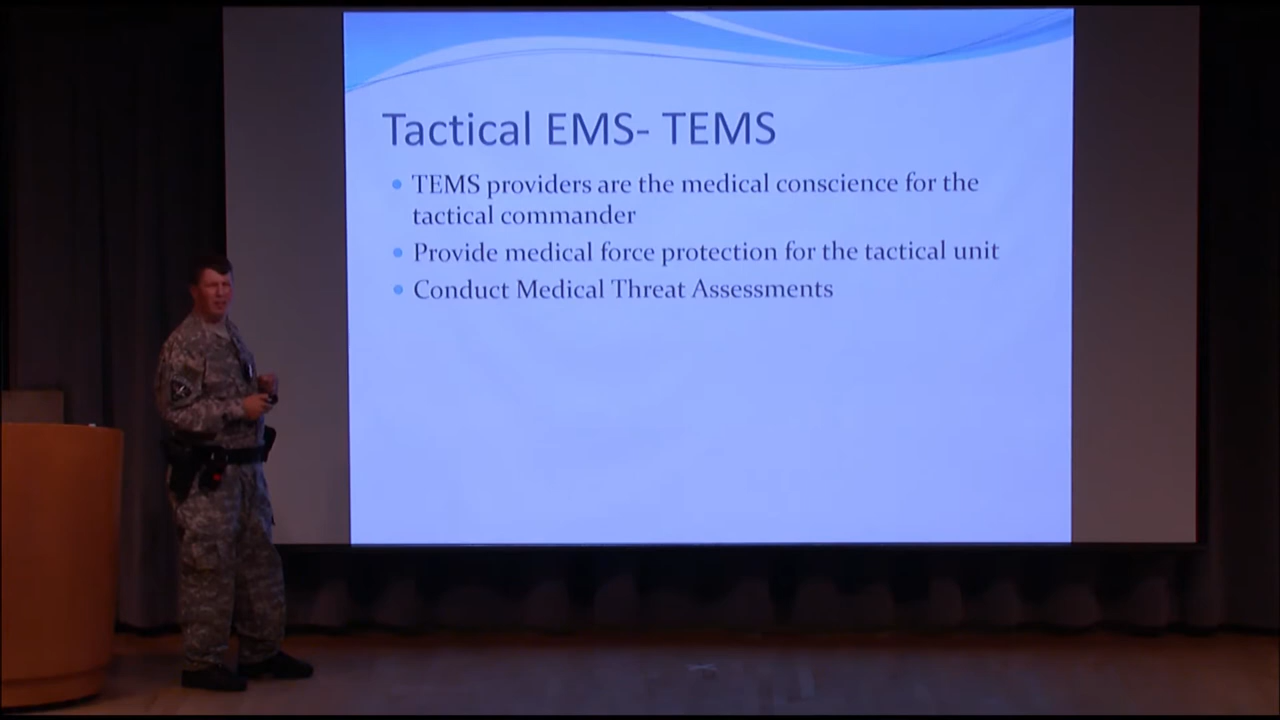 Tactical EMS- TEMS
TEMS providers are the medical conscience for the
tactical commander
Provide medical force protection for the tactical unit
Conduct Medical Threat Assessments